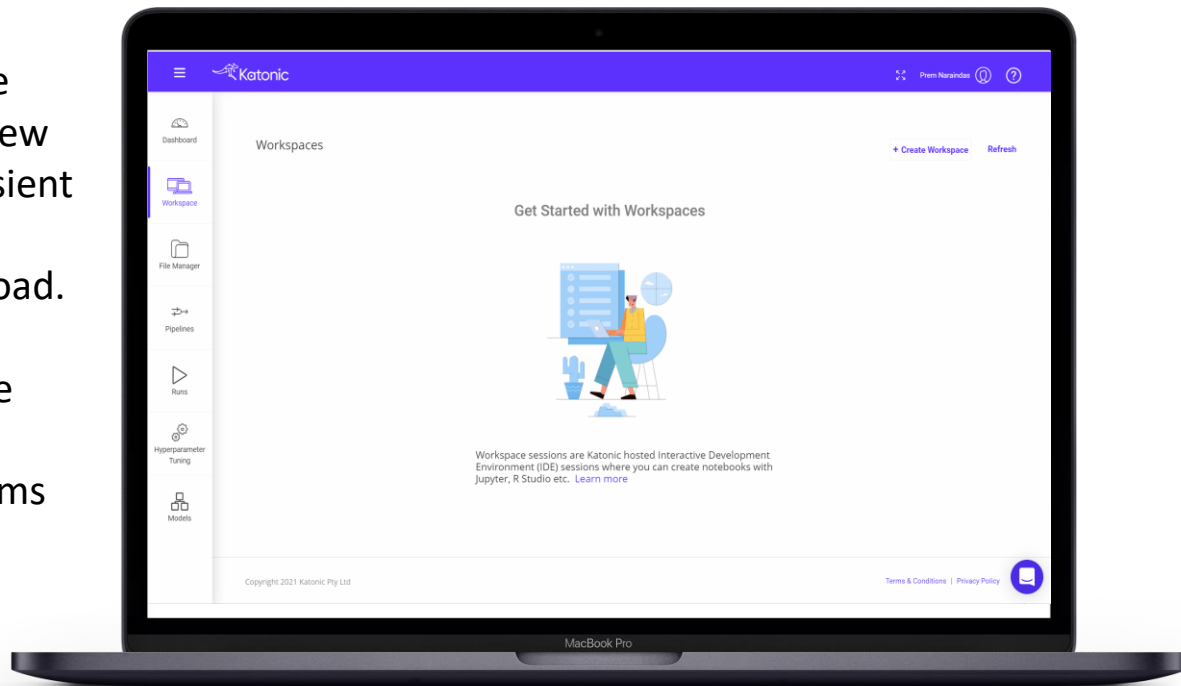 e
ew
sient
oad.
e
ms
Katonic
Prem Naraindas
?
Dashboard
Workspace
File Manager
Pipelines
Runs
Hyperparameter
Tuning
Models
Workspaces
+ Create Workspace Refresh
Get Started with Workspaces
Workspace sessions are Katonic hosted Interactive Development
Environment (IDE) sessions where you can create notebooks with
Jupyter, R Studio etc. Learn more
Copyright 2021 Katonic Pty Ltd
Terms & Conditions | Privacy Policy
MacBook Pro